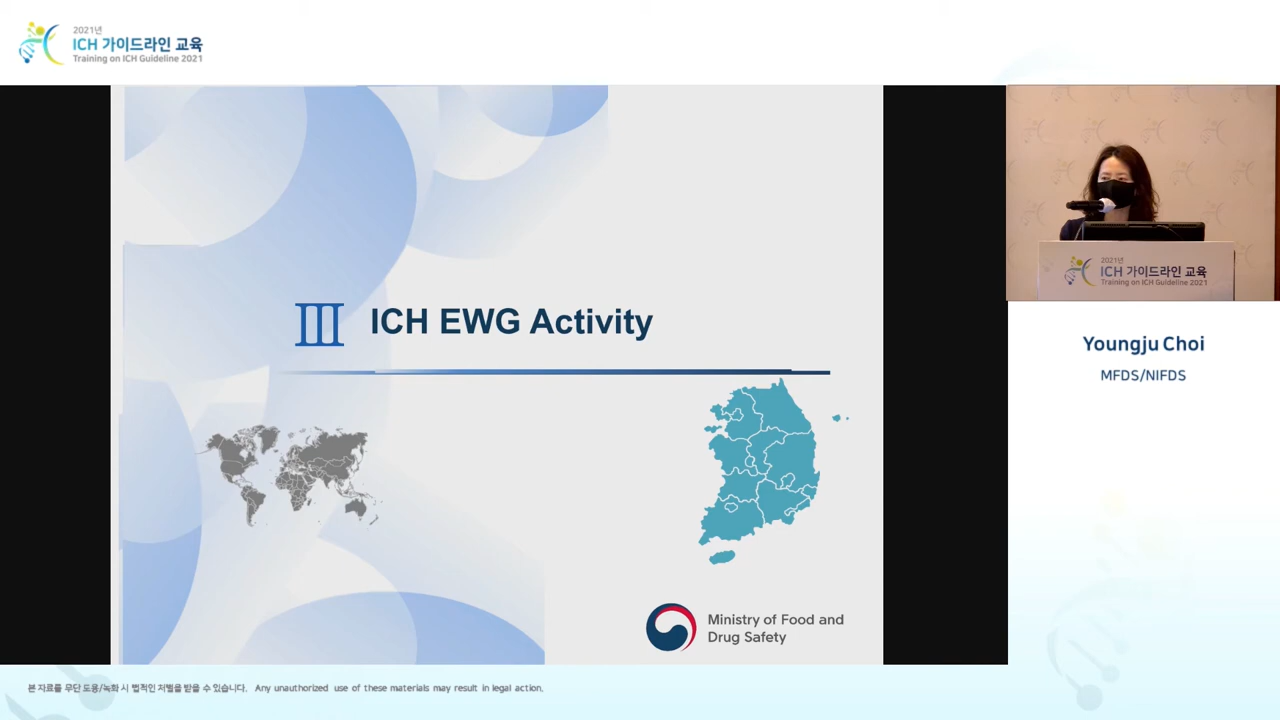 2021년
ICH 가이드라인 교육
Training on ICH Guideline 2021
Ⅲ ICH EWG Activity
Ministry of Food and
Drug Safety
2021년
ICH 가이드라인 교육
Training on ICH Guideline 2021
Youngju Choi
MFDS/NIFDS
본 자료를 무단 도용/녹화 시 법적인 처벌을 받을 수 있습니다. Any unauthorized use of these materials may result in legal action.